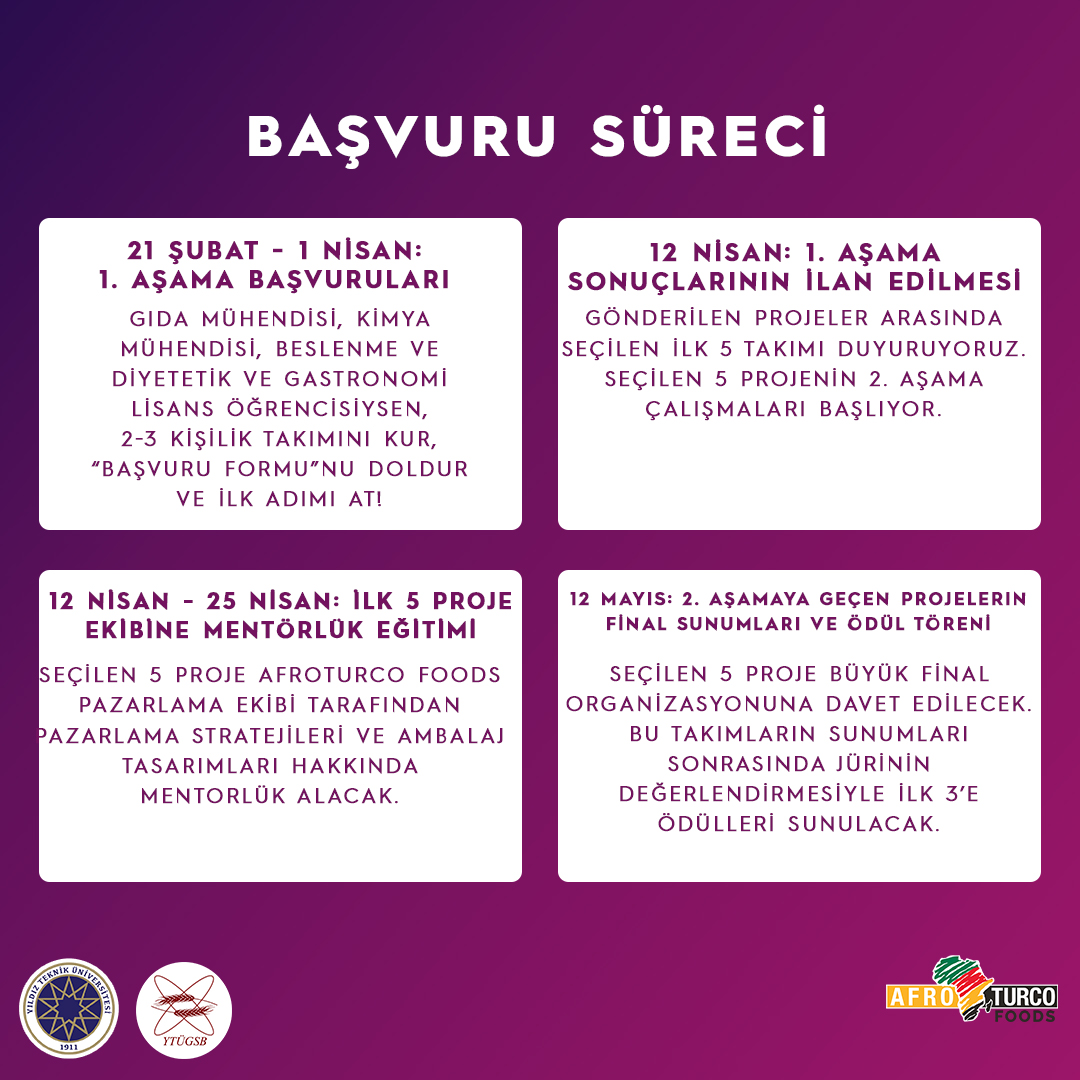 BAŞVURU SÜRECİ
21 ŞUBAT – 1 NİSAN:
1. AŞAMA BAŞVURULARI
GIDA MÜHENDİSİ, KİMYA
MÜHENDİSİ, BESLENME VE
DİYETETİK VE GASTRONOMİ
LİSANS ÖĞRENCİSİYSEN,
2-3 KİŞİLİK TAKIMINI KUR,
“BAŞVURU FORMU”NU DOLDUR
VE İLK ADIMI AT!
12 NİSAN: 1. AŞAMA
SONUÇLARININ İLAN EDİLMESİ
GÖNDERİLEN PROJELER ARASINDA
SEÇİLEN İLK 5 TAKIMI DUYURUYORUZ.
SEÇİLEN 5 PROJENİN 2. AŞAMA
ÇALIŞMALARI BAŞLIYOR.
12 NİSAN – 25 NİSAN: İLK 5 PROJE
EKİBİNE MENTÖRLÜK EĞİTİMİ
SEÇİLEN 5 PROJE AFROTURCO FOODS
PAZARLAMA EKİBİ TARAFINDAN
PAZARLAMA STRATEJİLERİ VE AMBALAJ
TASARIMLARI HAKKINDA
MENTORLÜK ALACAK.
12 MAYIS: 2. AŞAMAYA GEÇEN PROJELERIN
FİNAL SUNUMLARI VE ÖDÜL TÖRENİ
SEÇİLEN 5 PROJE BÜYÜK FİNAL
ORGANİZASYONUNA DAVET EDİLECEK.
BU TAKIMLARIN SUNUMLARI
SONRASINDA JÜRİNİN
DEĞERLENDİRMESİYLE İLK 3’E
ÖDÜLLERİ SUNULACAK.
YILDIZ TEKNİK ÜNİVERSİTESİ
1911
YTÜGSB
AFRO TURCO
FOODS